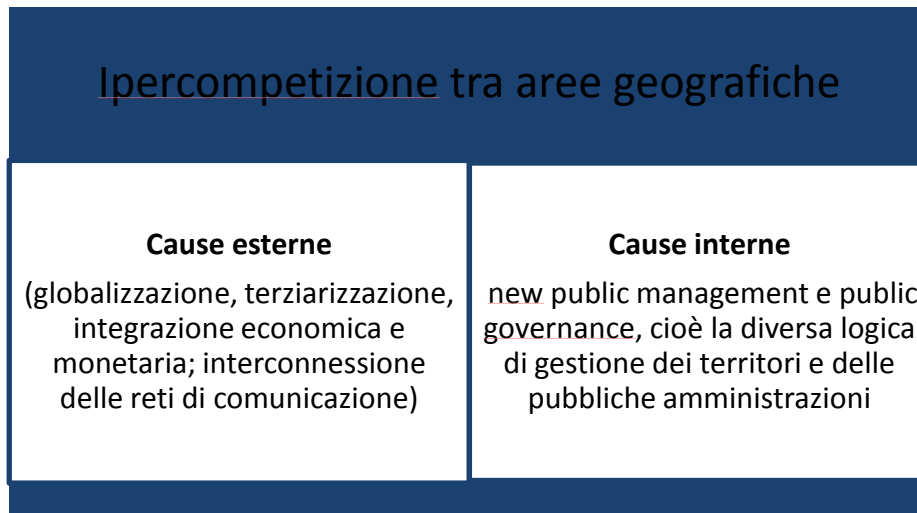 Ipercompetizione tra aree geografiche
Cause esterne
(globalizzazione, terziarizzazione,
integrazione economica e
monetaria; interconnessione
delle reti di comunicazione)
Cause interne
new public management e public
governance, cioè la diversa logica
di gestione dei territori e delle
pubbliche amministrazioni